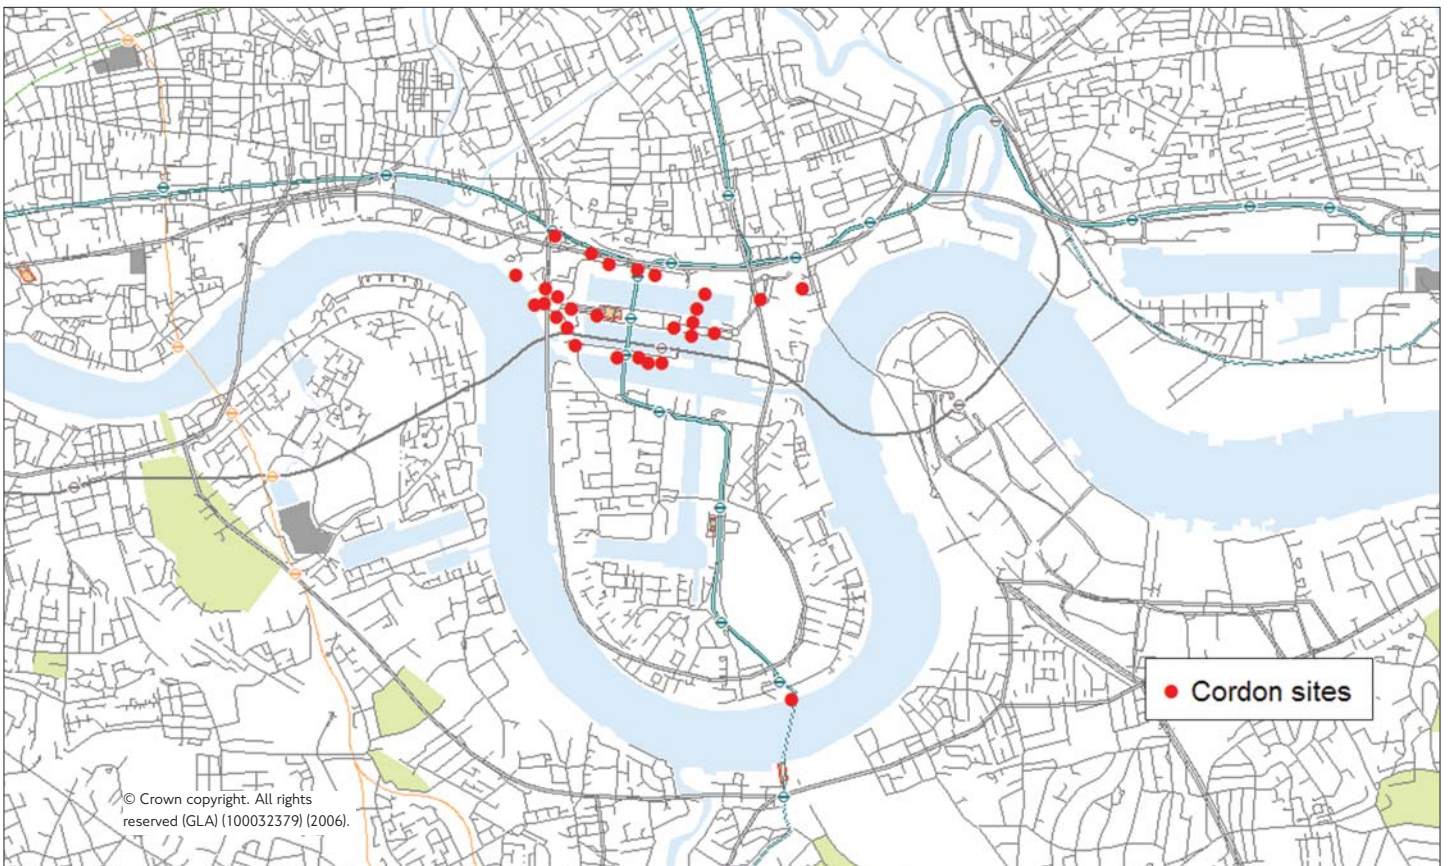 Cordon sites
© Crown copyright. All rights
reserved (GLA) (100032379) (2006).